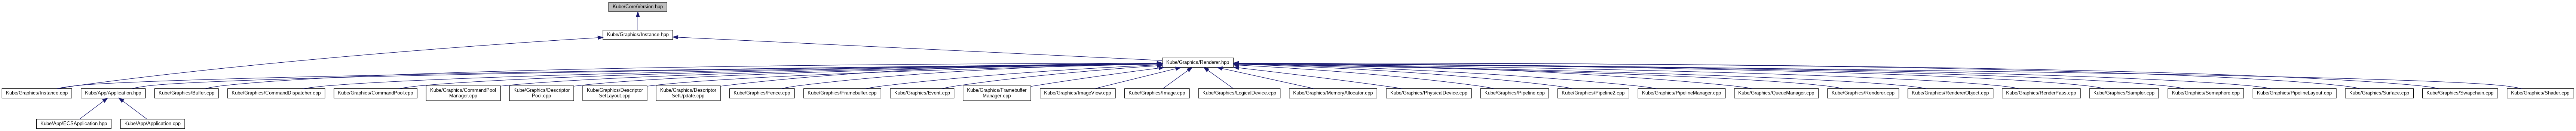 Kube/Core/Version.hpp
Kube/Graphics/Instance.hpp
Kube/Graphics/Renderer.hpp
Kube/Graphics/Instance.cpp
Kube/App/Application.hpp
Kube/Graphics/Buffer.cpp
Kube/Graphics/CommandDispatcher.cpp
Kube/Graphics/CommandPool.cpp
Kube/Graphics/CommandPool
Manager.cpp
Kube/Graphics/Descriptor
Pool.cpp
Kube/Graphics/Descriptor
SetLayout.cpp
Kube/Graphics/Descriptor
SetUpdate.cpp
Kube/Graphics/Fence.cpp
Kube/Graphics/Framebuffer.cpp
Kube/Graphics/Event.cpp
Kube/Graphics/Framebuffer
Manager.cpp
Kube/Graphics/ImageView.cpp
Kube/Graphics/Image.cpp
Kube/Graphics/LogicalDevice.cpp
Kube/Graphics/MemoryAllocator.cpp
Kube/Graphics/PhysicalDevice.cpp
Kube/Graphics/Pipeline.cpp
Kube/Graphics/Pipeline2.cpp
Kube/Graphics/PipelineManager.cpp
Kube/Graphics/QueueManager.cpp
Kube/Graphics/Renderer.cpp
Kube/Graphics/RendererObject.cpp
Kube/Graphics/RenderPass.cpp
Kube/Graphics/Sampler.cpp
Kube/Graphics/Semaphore.cpp
Kube/Graphics/PipelineLayout.cpp
Kube/Graphics/Surface.cpp
Kube/Graphics/Swapchain.cpp
Kube/Graphics/Shader.cpp
Kube/App/ECSApplication.hpp
Kube/App/Application.cpp